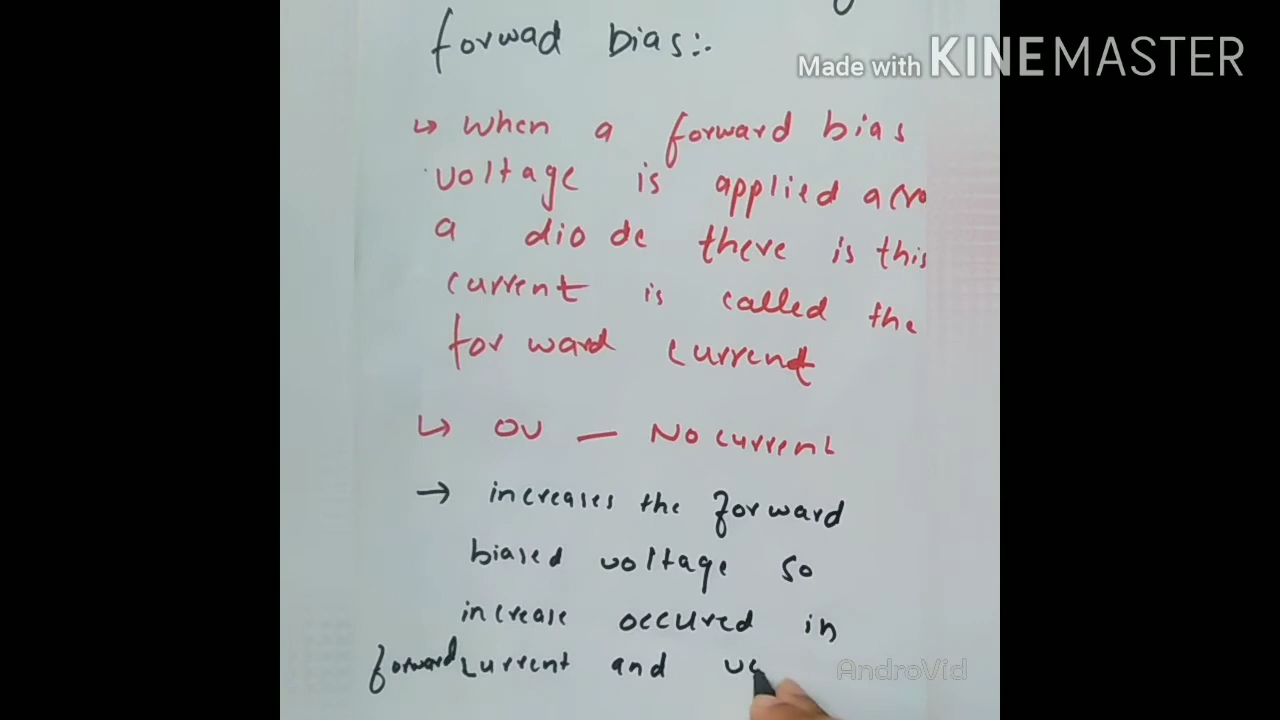 forwad bias:-
Made with KINEMASTER
↳ When a forward bias
voltage is applied acro
a diode there is this
current is called the
forward current
↳ 0V — No current
→ increases the forward
biased voltage so
increase occured in
forward current and
AndroVid